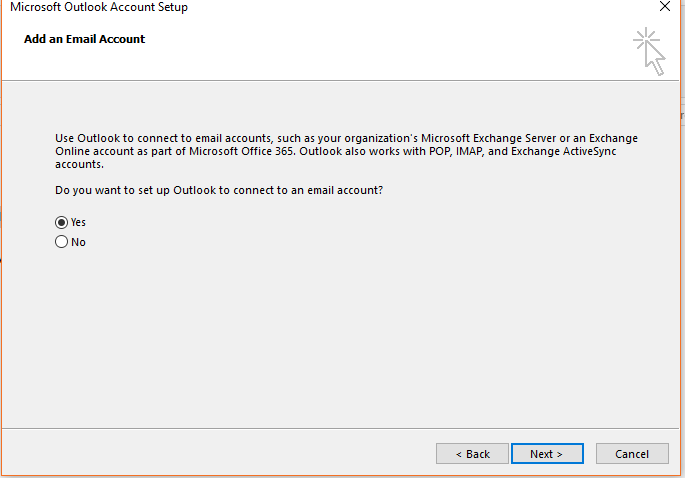 Microsoft Outlook Account Setup
Add an Email Account
Use Outlook to connect to email accounts, such as your organization's Microsoft Exchange Server or an Exchange
Online account as part of Microsoft Office 365. Outlook also works with POP, IMAP, and Exchange ActiveSync
accounts.
Do you want to set up Outlook to connect to an email account?
Yes
No
< Back Next > Cancel